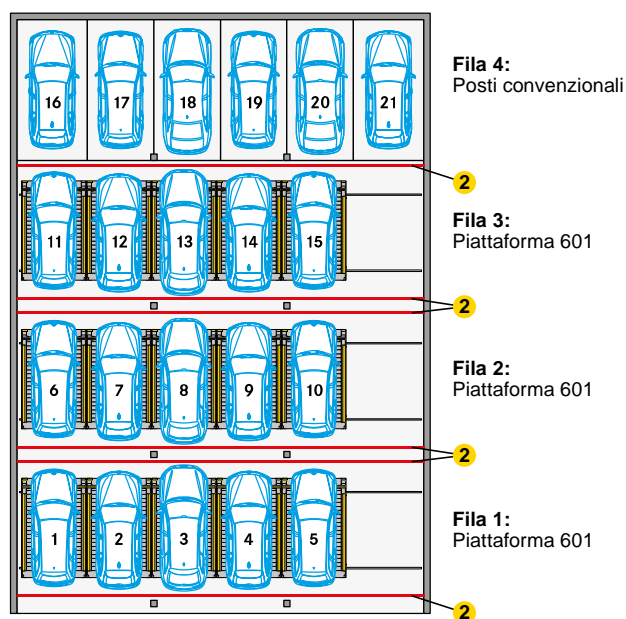 16 17 18 19 20 21
Fila 4:
Posti convenzionali
2
11 12 13 14 15
Fila 3:
Piattaforma 601
2
6 7 8 9 10
Fila 2:
Piattaforma 601
2
1 2 3 4 5
Fila 1:
Piattaforma 601
2